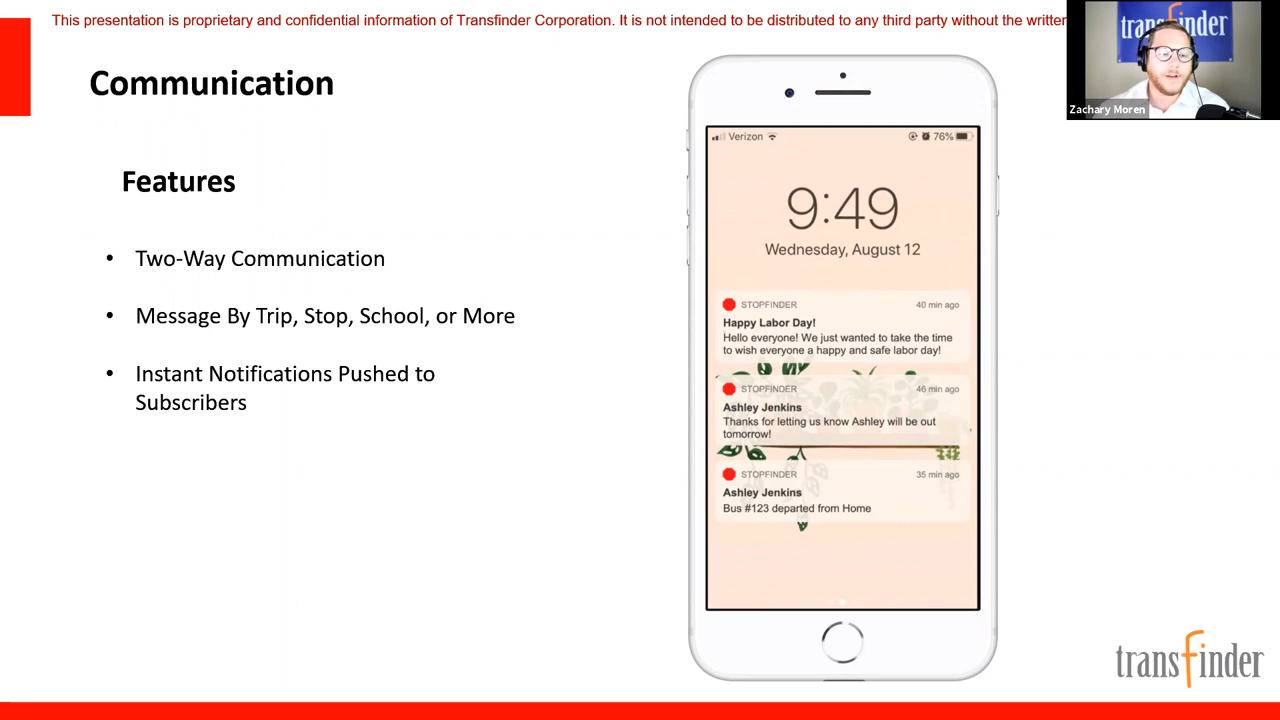 This presentation is proprietary and confidential information of Transfinder Corporation. It is not intended to be distributed to any third party without the written
transfinder
Zachary Moren
Communication
Features
• Two-Way Communication
• Message By Trip, Stop, School, or More
• Instant Notifications Pushed to
Subscribers
Verizon 76%
9:49
Wednesday, August 12
STOPFINDER 40 min ago
Happy Labor Day!
Hello everyone! We just wanted to take the time
to wish everyone a happy and safe labor day!
STOPFINDER 46 min ago
Ashley Jenkins
Thanks for letting us know Ashley will be out
tomorrow!
STOPFINDER 35 min ago
Ashley Jenkins
Bus #123 departed from Home
transfinder